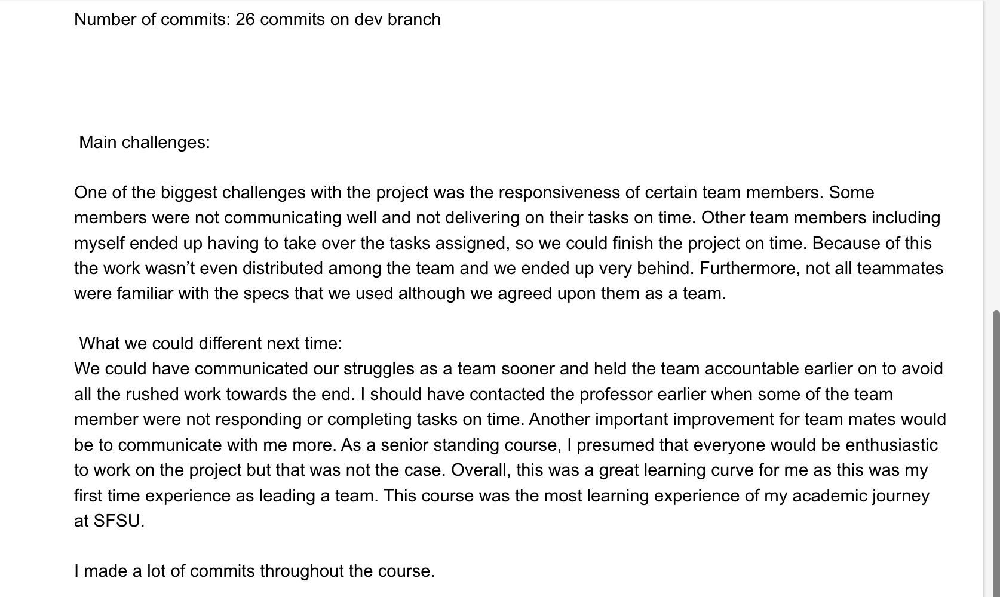 Number of commits: 26 commits on dev branch
Main challenges:
One of the biggest challenges with the project was the responsiveness of certain team members. Some
members were not communicating well and not delivering on their tasks on time. Other team members including
myself ended up having to take over the tasks assigned, so we could finish the project on time. Because of this
the work wasn’t even distributed among the team and we ended up very behind. Furthermore, not all teammates
were familiar with the specs that we used although we agreed upon them as a team.
What we could different next time:
We could have communicated our struggles as a team sooner and held the team accountable earlier on to avoid
all the rushed work towards the end. I should have contacted the professor earlier when some of the team
member were not responding or completing tasks on time. Another important improvement for team mates would
be to communicate with me more. As a senior standing course, I presumed that everyone would be enthusiastic
to work on the project but that was not the case. Overall, this was a great learning curve for me as this was my
first time experience as leading a team. This course was the most learning experience of my academic journey
at SFSU.
I made a lot of commits throughout the course.